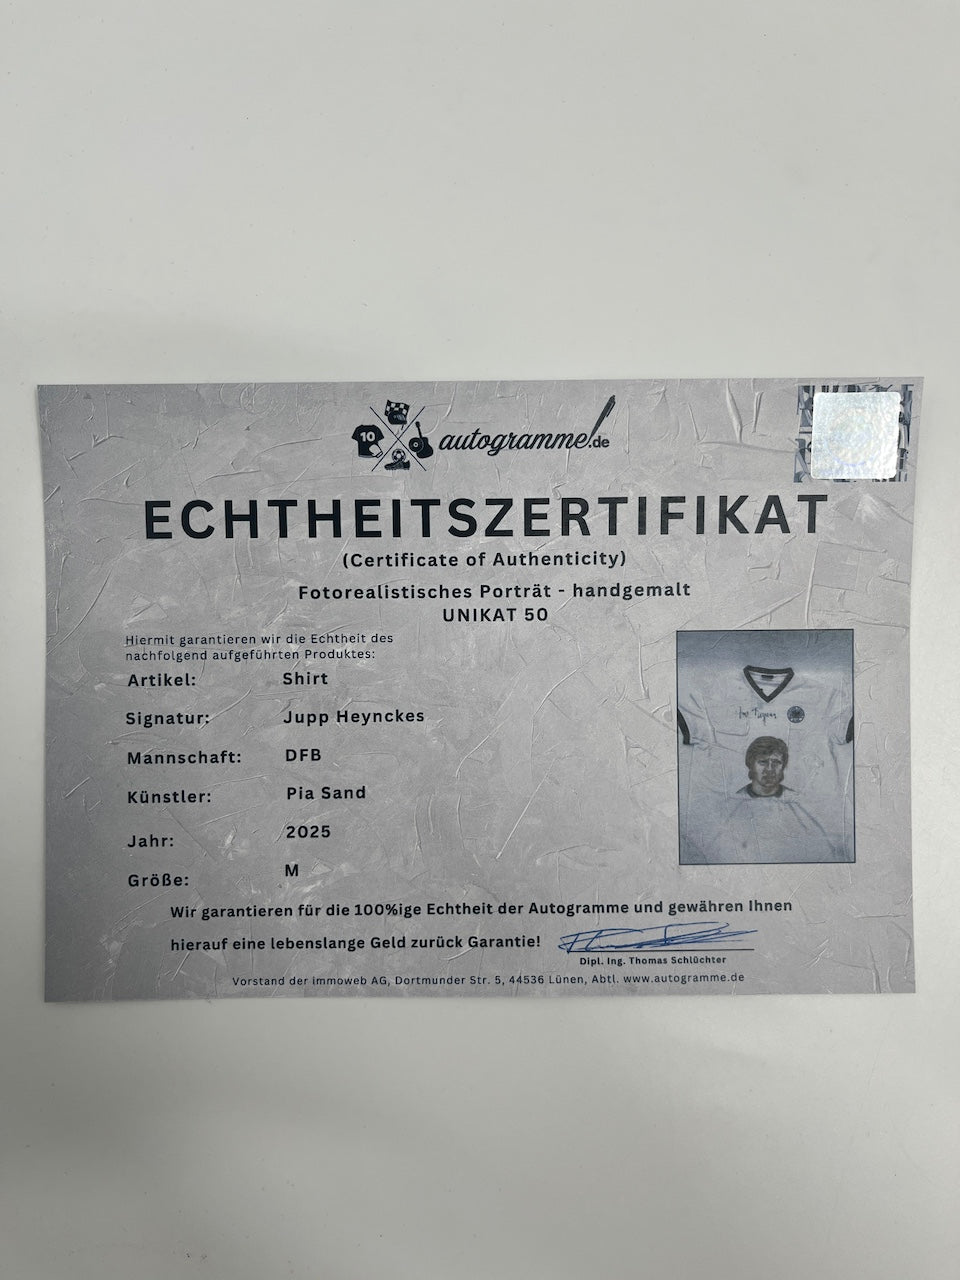 10
autogramme.de
ECHTHEITSZERTIFIKAT
(Certificate of Authenticity)
Fotorealistisches Porträt - handgemalt
UNIKAT 50
Hiermit garantieren wir die Echtheit des
nachfolgend aufgeführten Produktes:
Artikel: Shirt
Signatur: Jupp Heynckes
Mannschaft: DFB
Künstler: Pia Sand
Jahr: 2025
Größe: M
Wir garantieren für die 100%ige Echtheit der Autogramme und gewähren Ihnen
hierauf eine lebenslange Geld zurück Garantie!
Dipl. Ing. Thomas Schlüchter
Vorstand der immoweb AG, Dortmunder Str. 5, 44536 Lünen, Abtl. www.autogramme.de